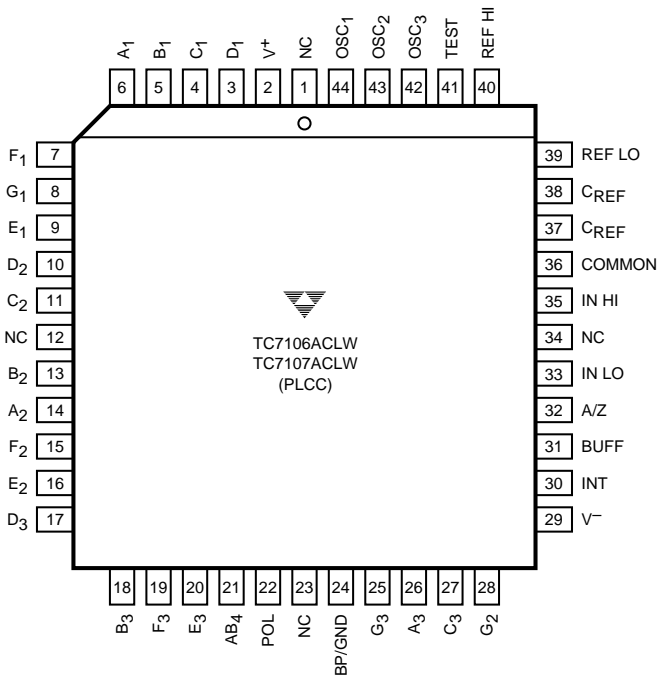 A1 B1 C1 D1 V+ NC OSC1 OSC2 OSC3 TEST REF HI
6 5 4 3 2 1 44 43 42 41 40
F1 7
G1 8
E1 9
D2 10
C2 11
NC 12
B2 13
A2 14
F2 15
E2 16
D3 17
TC7106ACLW
TC7107ACLW
(PLCC)
39 REF LO
38 CREF
37 CREF
36 COMMON
35 IN HI
34 NC
33 IN LO
32 A/Z
31 BUFF
30 INT
29 V–
18 19 20 21 22 23 24 25 26 27 28
B3 F3 E3 AB4 POL NC BP/GND G3 A3 C3 G2